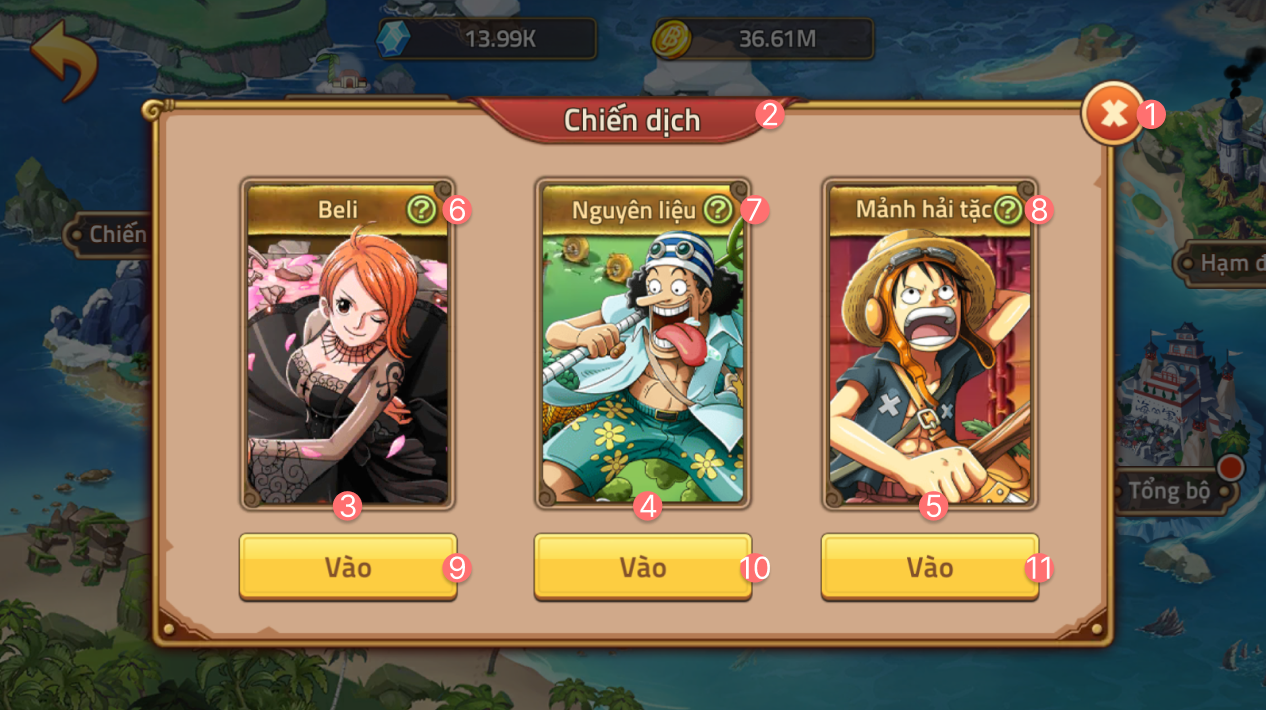 13.99K
36.61M
Chiến dịch
2
1
Beli
6
Nguyên liệu
7
Mảnh hải tặc
8
Chiến
Hạm đ
3
4
5
Tổng bộ
Vào
9
Vào
10
Vào
11